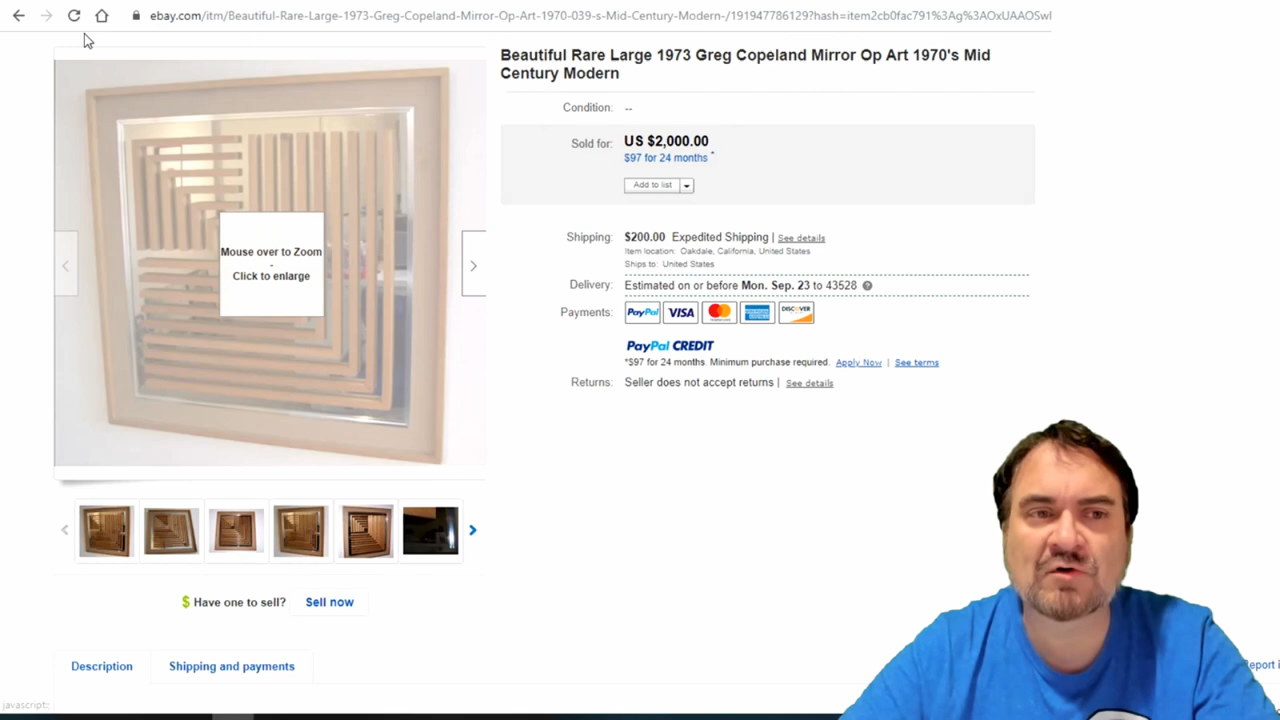 ebay.com/itm/Beautiful-Rare-Large-1973-Greg-Copeland-Mirror-Op-Art-1970-039-s-Mid-Century-Modern-/191947786129?hash=item2cb0fac791%3Ag%3AOxUAAOSwl
Beautiful Rare Large 1973 Greg Copeland Mirror Op Art 1970's Mid
Century Modern
Condition: --
Sold for: US $2,000.00
$97 for 24 months *
Add to list
Mouse over to Zoom
-
Click to enlarge
Shipping: $200.00 Expedited Shipping | See details
Item location: Oakdale, California, United States
Ships to: United States
Delivery: Estimated on or before Mon. Sep. 23 to 43528 ?
Payments: PayPal VISA MasterCard DISCOVER
PayPal CREDIT
*$97 for 24 months. Minimum purchase required. Apply Now | See terms
Returns: Seller does not accept returns | See details
$ Have one to sell? Sell now
Description Shipping and payments
Report i
javascript: